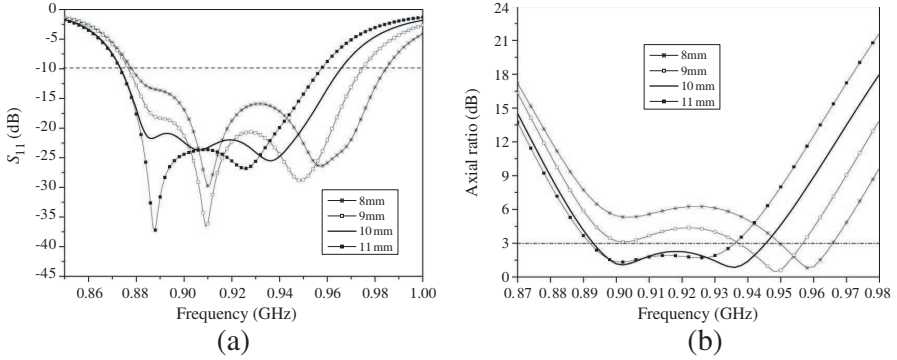 0
-5
-10
-15
-20
-25
-30
-35
-40
-45
S11 (dB)
8mm
9mm
10 mm
11 mm
0.86 0.88 0.90 0.92 0.94 0.96 0.98 1.00
Frequency (GHz)
(a)
24
21
18
15
12
9
6
3
0
Axial ratio (dB)
8mm
9mm
10 mm
11 mm
0.87 0.88 0.89 0.90 0.91 0.92 0.93 0.94 0.95 0.96 0.97 0.98
Frequency (GHz)
(b)